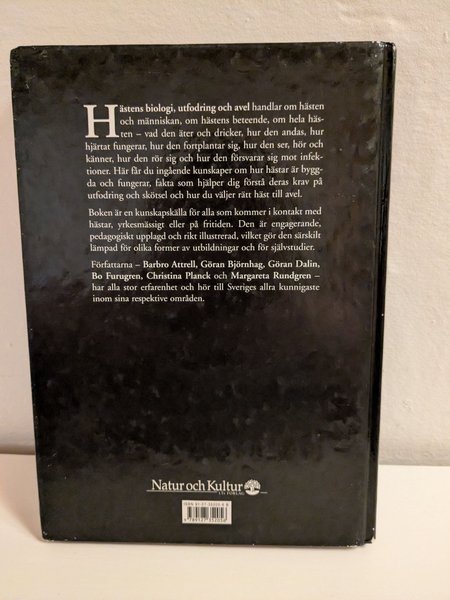 Hästens biologi, utfodring och avel handlar om hästen
och människan, om hästens beteende, om hela häs-
ten – vad den äter och dricker, hur den andas, hur
hjärtat fungerar, hur den fortplantar sig, hur den ser, hör och
känner, hur den rör sig och hur den försvarar sig mot infek-
tioner. Här får du ingående kunskaper om hur hästar är bygg-
da och fungerar, fakta som hjälper dig förstå deras krav på
utfodring och skötsel och hur du väljer rätt häst till avel.
Boken är en kunskapskälla för alla som kommer i kontakt med
hästar, yrkesmässigt eller på fritiden. Den är engagerande,
pedagogiskt upplagd och rikt illustrerad, vilket gör den särskilt
lämpad för olika former av utbildningar och för självstudier.
Författarna – Barbro Attrell, Göran Björnhag, Göran Dalin,
Bo Furugren, Christina Planck och Margareta Rundgren –
har alla stor erfarenhet och hör till Sveriges allra kunnigaste
inom sina respektive områden.
Natur och Kultur
LTs FÖRLAG
ISBN